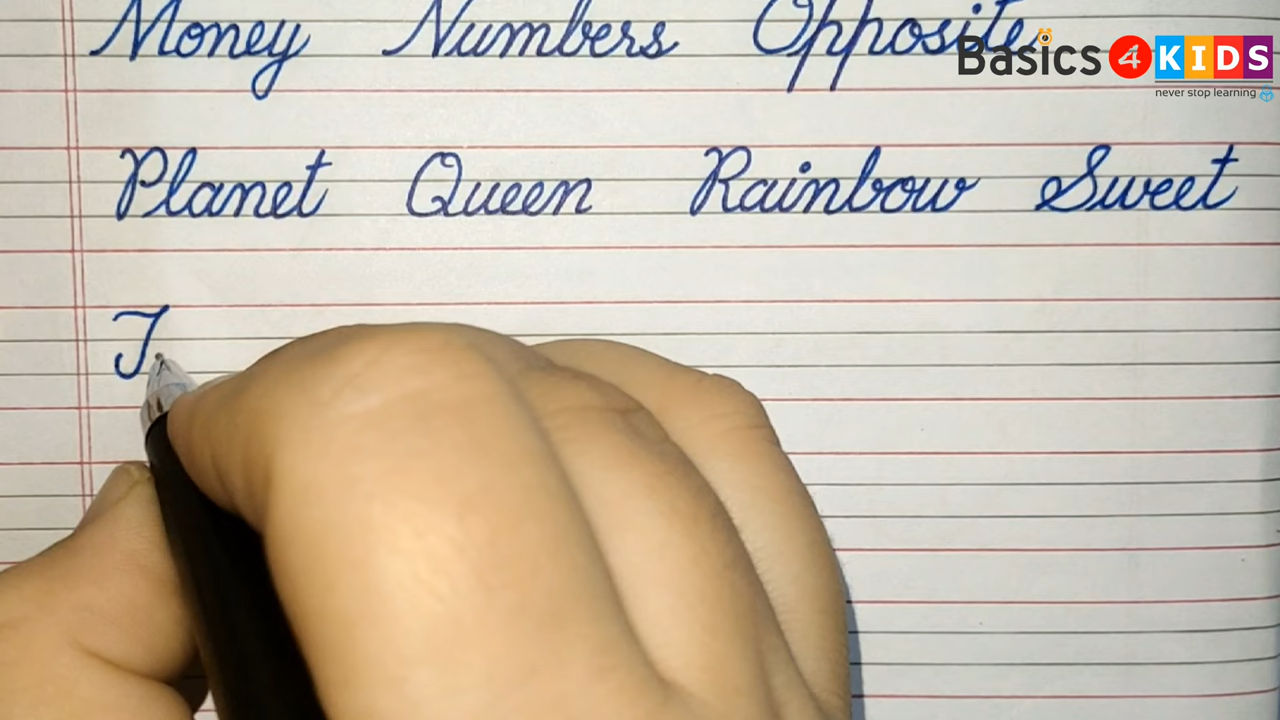 Money Numbers Opposite
Basics 4 KIDS
never stop learning
Planet Queen Rainbow Sweet
T